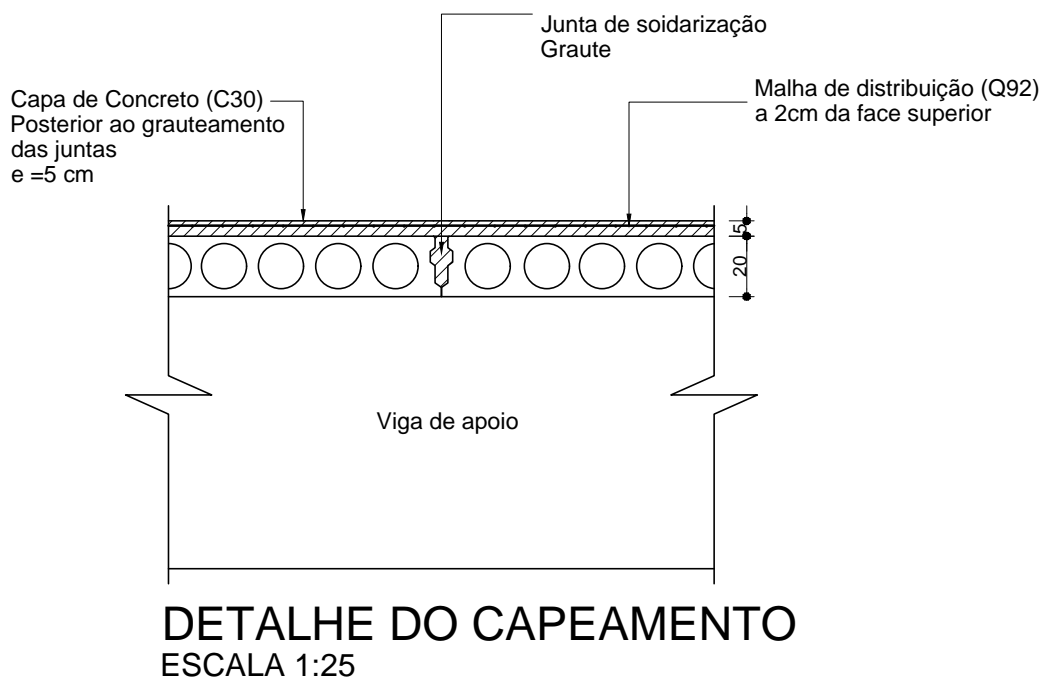 Junta de soidarização
Graute
Capa de Concreto (C30)
Posterior ao grauteamento
das juntas
e =5 cm
Malha de distribuição (Q92)
a 2cm da face superior
5
20
Viga de apoio
DETALHE DO CAPEAMENTO
ESCALA 1:25